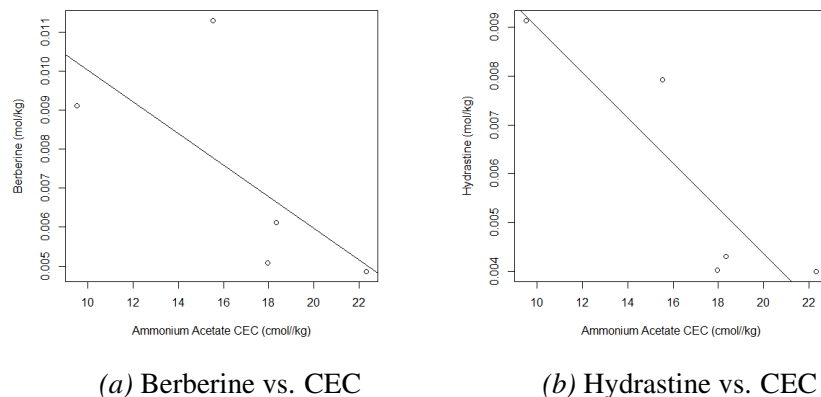 Berberine (mol/kg)
0.005 0.006 0.007 0.008 0.009 0.010 0.011
10 12 14 16 18 20 22
Ammonium Acetate CEC (cmol//kg)
(a) Berberine vs. CEC
Hydrastine (mol/kg)
0.004 0.005 0.006 0.007 0.008 0.009
10 12 14 16 18 20 22
Ammonium Acetate CEC (cmol//kg)
(b) Hydrastine vs. CEC